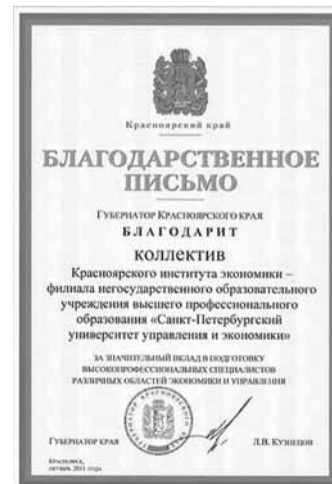 Красноярский край
БЛАГОДАРСТВЕННОЕ
ПИСЬМО
ГУБЕРНАТОР КРАСНОЯРСКОГО КРАЯ
БЛАГОДАРИТ
КОЛЛЕКТИВ
Красноярского института экономики –
филиала негосударственного образовательного
учреждения высшего профессионального
образования «Санкт-Петербургский
университет управления и экономики»
ЗА ЗНАЧИТЕЛЬНЫЙ ВКЛАД В ПОДГОТОВКУ
ВЫСОКОПРОФЕССИОНАЛЬНЫХ СПЕЦИАЛИСТОВ
РАЗЛИЧНЫХ ОБЛАСТЕЙ ЭКОНОМИКИ И УПРАВЛЕНИЯ
ГУБЕРНАТОР КРАЯ Л.В. КУЗНЕЦОВ
Красноярск,
октябрь 2011 года